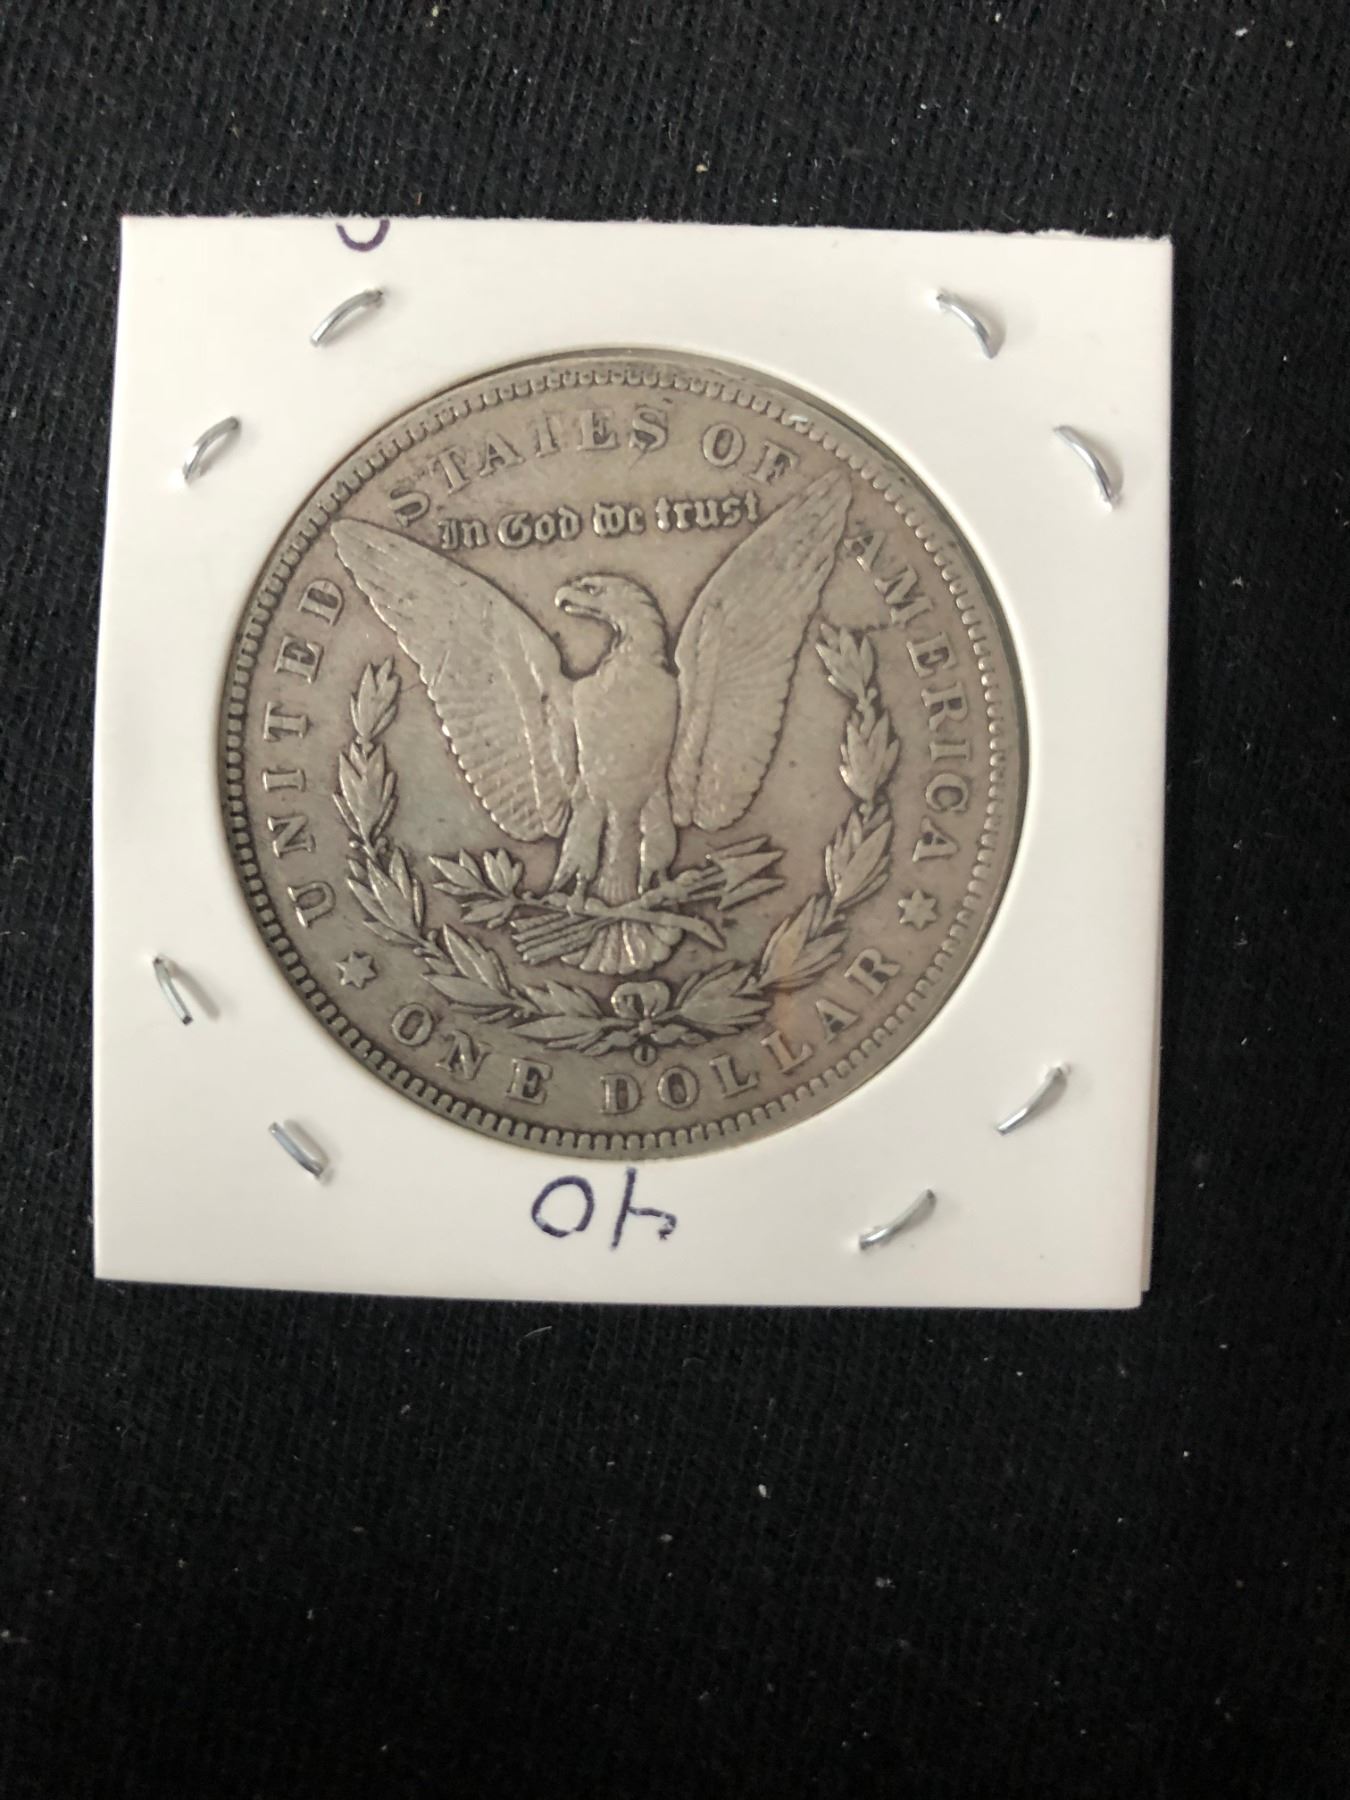 UNITED STATES OF AMERICA
In God we trust
O
ONE DOLLAR
40